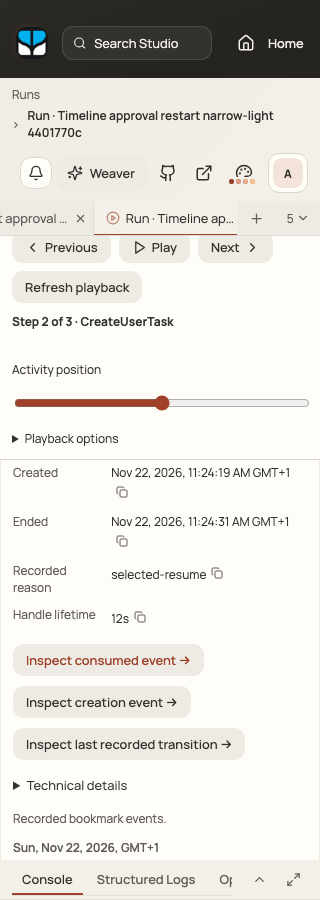 Search Studio
Home
Runs
Run · Timeline approval restart narrow-light
4401770c
Weaver
A
t approval ...
Run · Timeline ap...
5
Previous
Play
Next
Refresh playback
Step 2 of 3 · CreateUserTask
Activity position
Playback options
Created
Nov 22, 2026, 11:24:19 AM GMT+1
Ended
Nov 22, 2026, 11:24:31 AM GMT+1
Recorded
reason
selected-resume
Handle lifetime
12s
Inspect consumed event →
Inspect creation event →
Inspect last recorded transition →
Technical details
Recorded bookmark events.
Sun, Nov 22, 2026, GMT+1
Console
Structured Logs